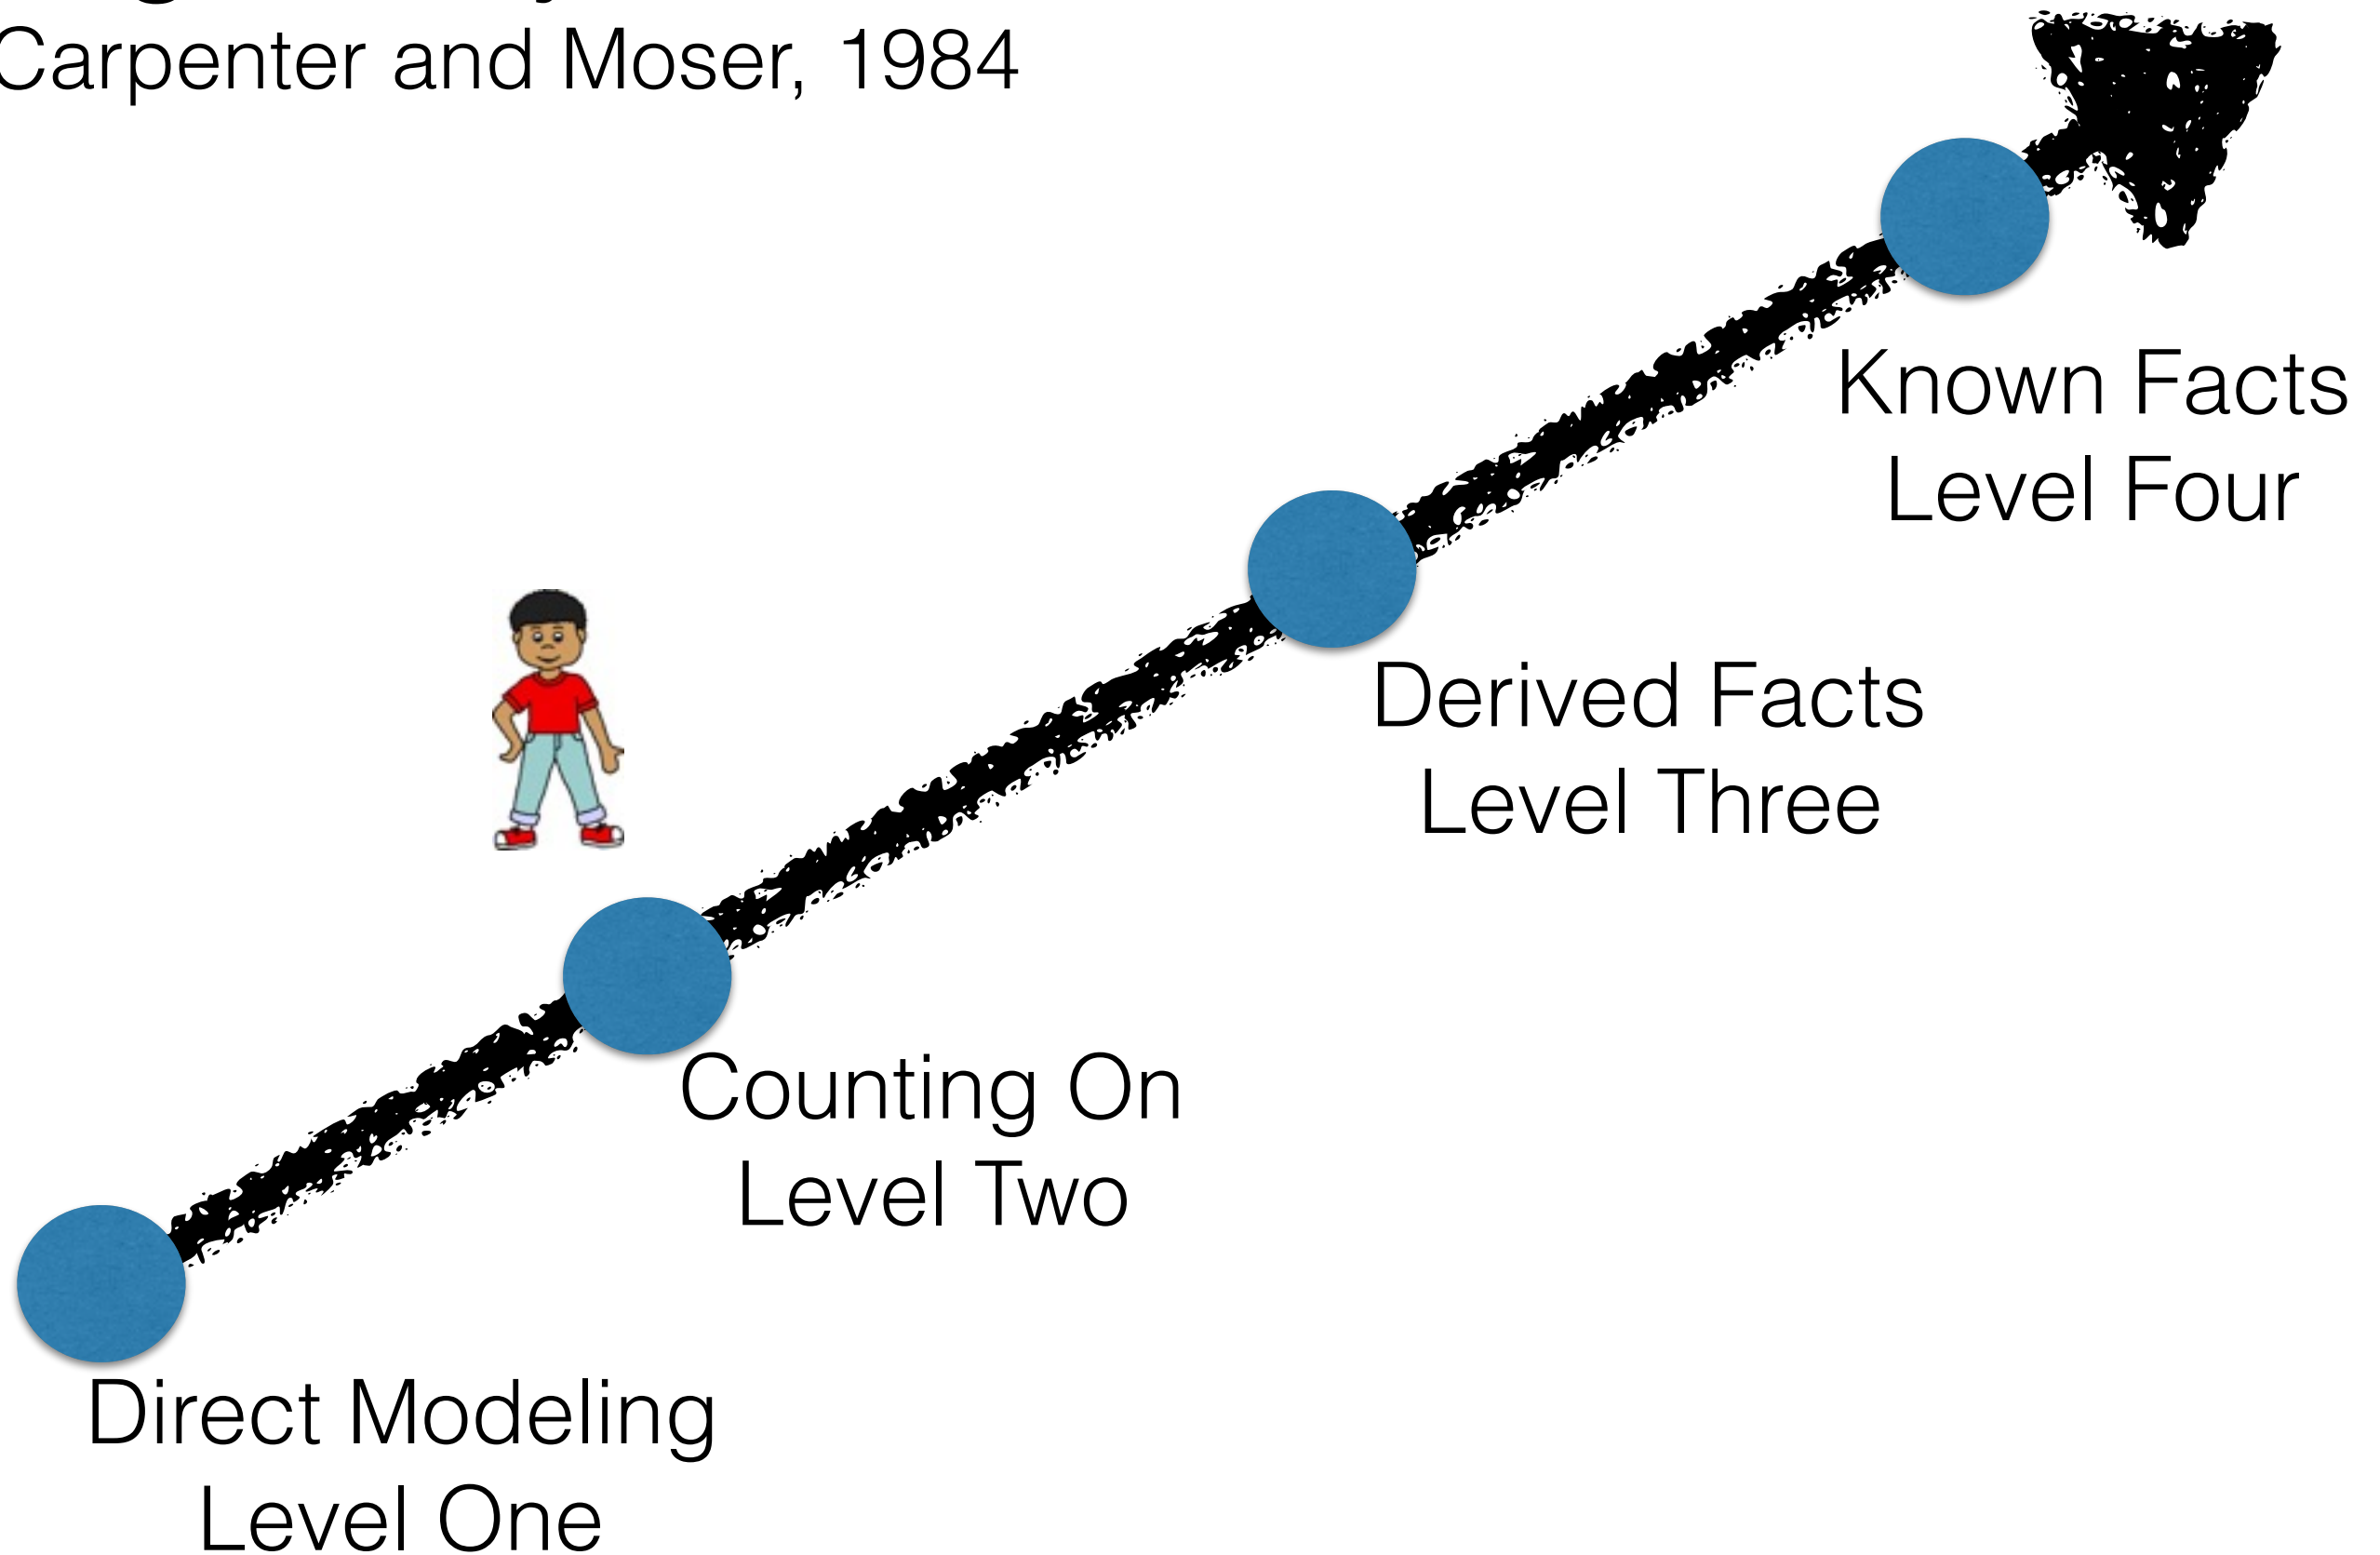 Carpenter and Moser, 1984
Known Facts
Level Four
Derived Facts
Level Three
Counting On
Level Two
Direct Modeling
Level One